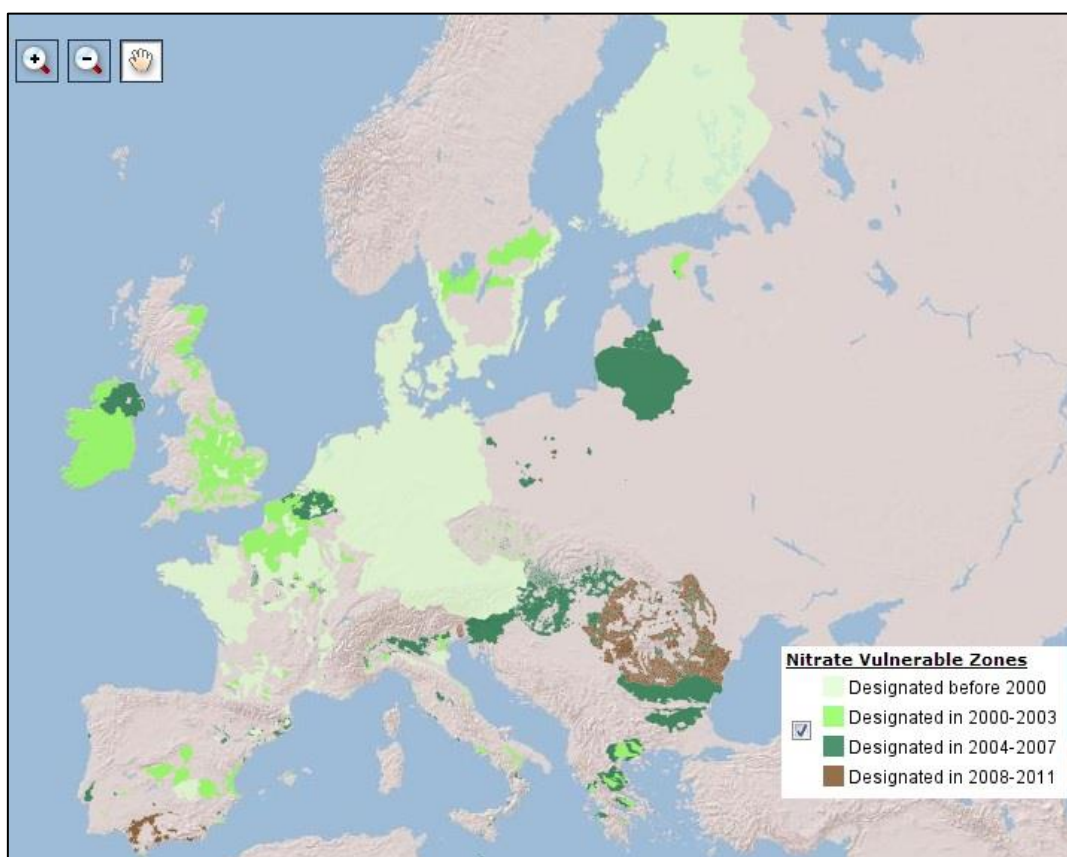 Nitrate Vulnerable Zones
Designated before 2000
Designated in 2000-2003
Designated in 2004-2007
Designated in 2008-2011